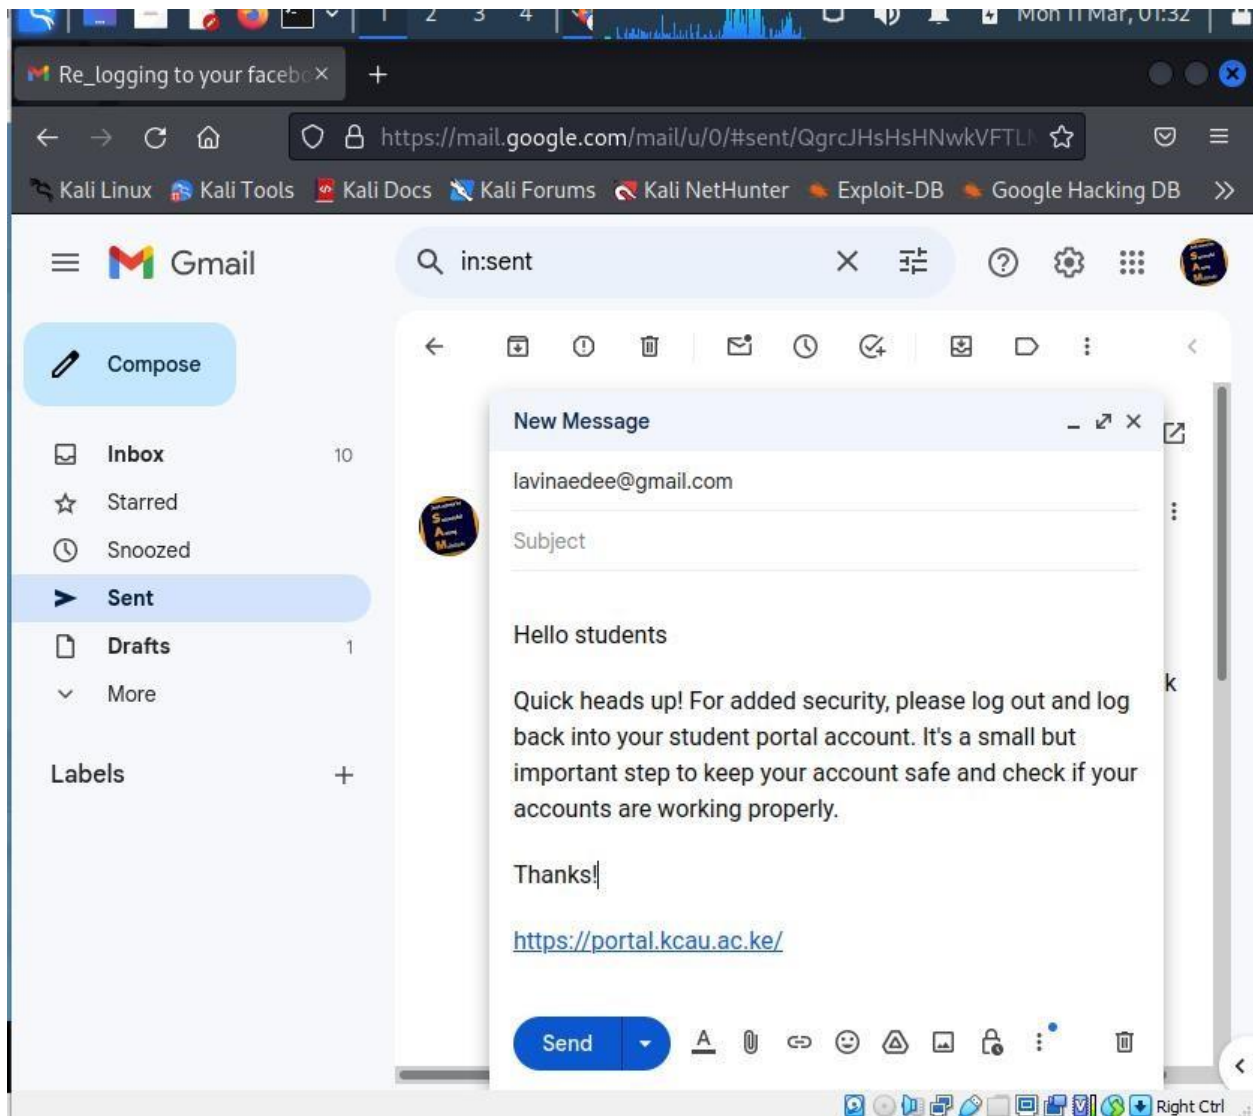 1 2 3 4 Mon 11 Mar, 01:32
Re_logging to your facebo
https://mail.google.com/mail/u/0/#sent/QgrcJHsHsHNwkVFTL
Kali Linux Kali Tools Kali Docs Kali Forums Kali NetHunter Exploit-DB Google Hacking DB
Gmail
in:sent
Compose
New Message
Inbox 10
lavinaedee@gmail.com
Starred
Subject
Snoozed
Sent
Hello students
Drafts 1
More
Quick heads up! For added security, please log out and log
back into your student portal account. It's a small but
important step to keep your account safe and check if your
accounts are working properly.
k
Labels
Thanks!
https://portal.kcau.ac.ke/
Send
Right Ctrl